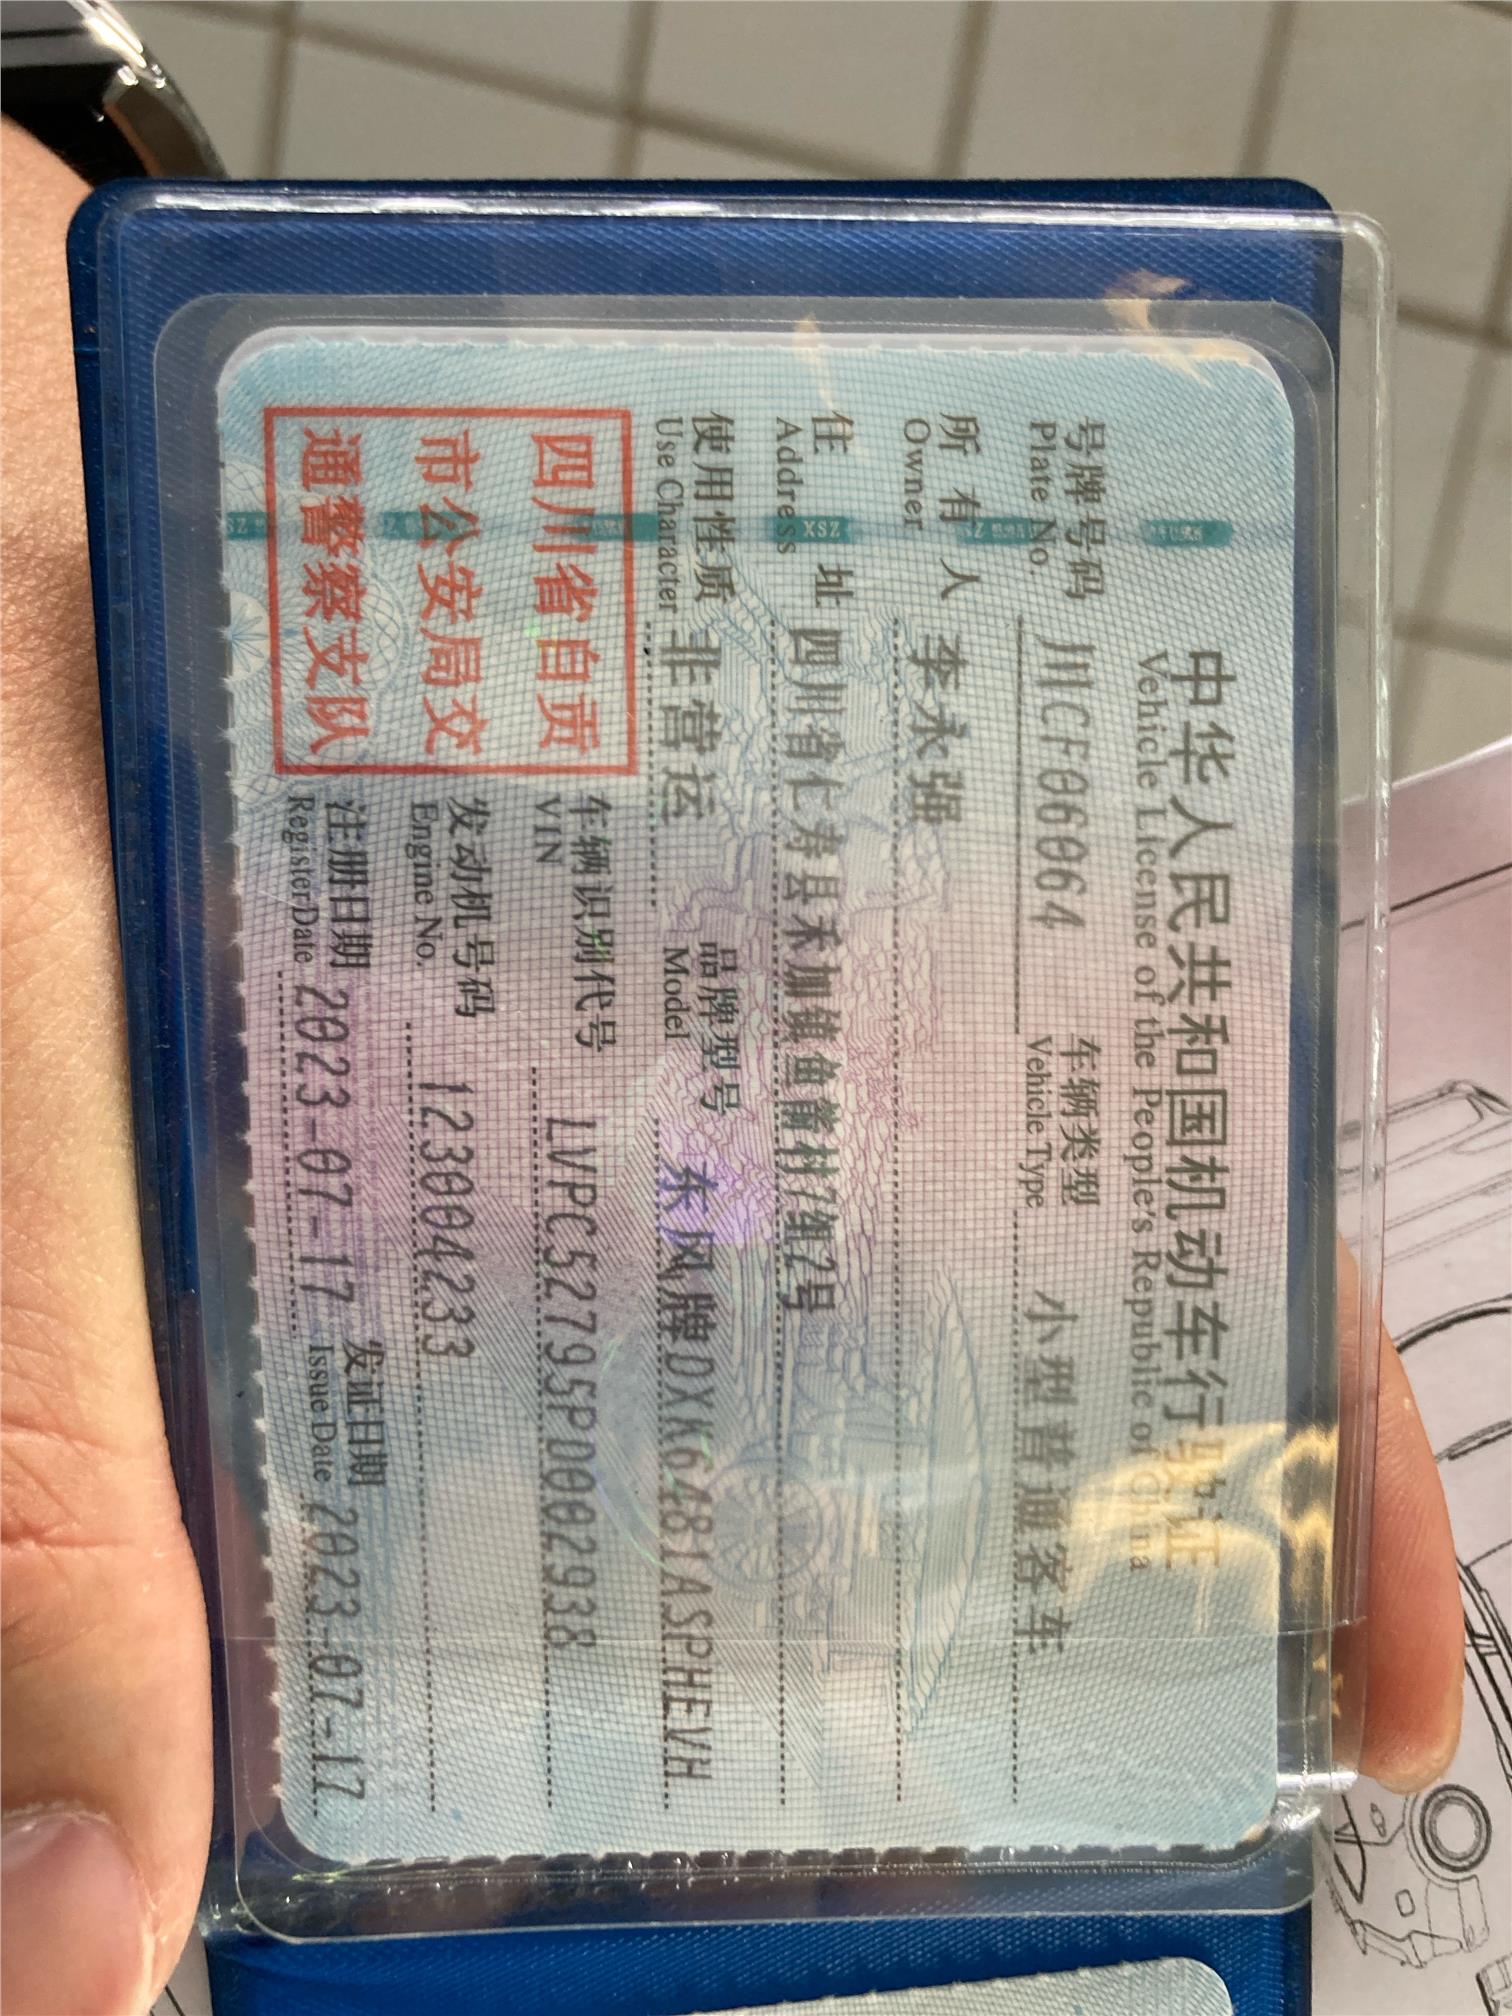 中华人民共和国机动车行驶证
Vehicle License of the People's Republic of China
号牌号码 川CF06064 车辆类型 小型普通客车
Plate No. Vehicle Type
所有人 李永强
Owner
住址 四川省仁寿县禾加镇鱼箭村7组2号
Address
使用性质 非营运 品牌型号 东风牌DXK6481ASPHEVH
Use Character Model
四川省自贡
市公安局交
通警察支队
车辆识别代号 LVPC52795PD002938
VIN
发动机号码 123004233
Engine No.
注册日期 2023-07-17 发证日期 2023-07-17
Register Date Issue Date